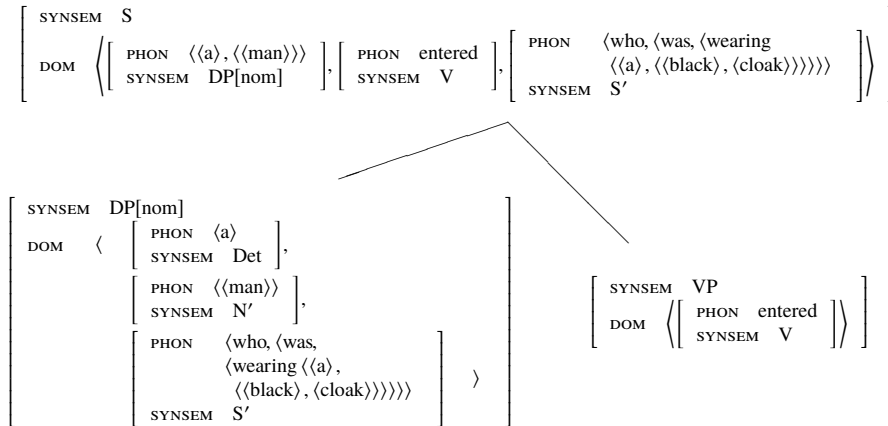 SYNSEM S
DOM ⟨[PHON ⟨⟨a⟩, ⟨⟨man⟩⟩⟩ SYNSEM DP[nom]], [PHON entered SYNSEM V], [PHON ⟨who, ⟨was, ⟨wearing
⟨⟨a⟩, ⟨⟨black⟩, ⟨cloak⟩⟩⟩⟩⟩⟩
SYNSEM S′]⟩
SYNSEM DP[nom]
DOM ⟨ [PHON ⟨a⟩
SYNSEM Det],
[PHON ⟨⟨man⟩⟩
SYNSEM N′],
[PHON ⟨who, ⟨was,
⟨wearing ⟨⟨a⟩,
⟨⟨black⟩, ⟨cloak⟩⟩⟩⟩⟩⟩
SYNSEM S′] ⟩
SYNSEM VP
DOM ⟨[PHON entered
SYNSEM V]⟩